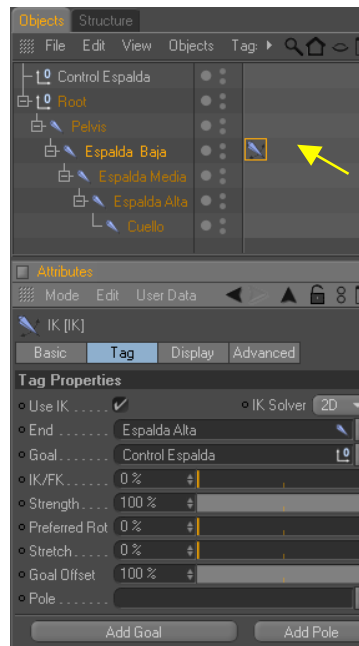 Objects Structure
File Edit View Objects Tag:
Control Espalda
Root
Pelvis
Espalda Baja
Espalda Media
Espalda Alta
Cuello
Attributes
Mode Edit User Data
IK [IK]
Basic Tag Display Advanced
Tag Properties
Use IK . . . . . IK Solver 2D
End . . . . . . . Espalda Alta
Goal . . . . . . Control Espalda
IK/FK . . . . . 0 %
Strength . . . . 100 %
Preferred Rot 0 %
Stretch . . . . . 0 %
Goal Offset 100 %
Pole . . . . . . .
Add Goal Add Pole